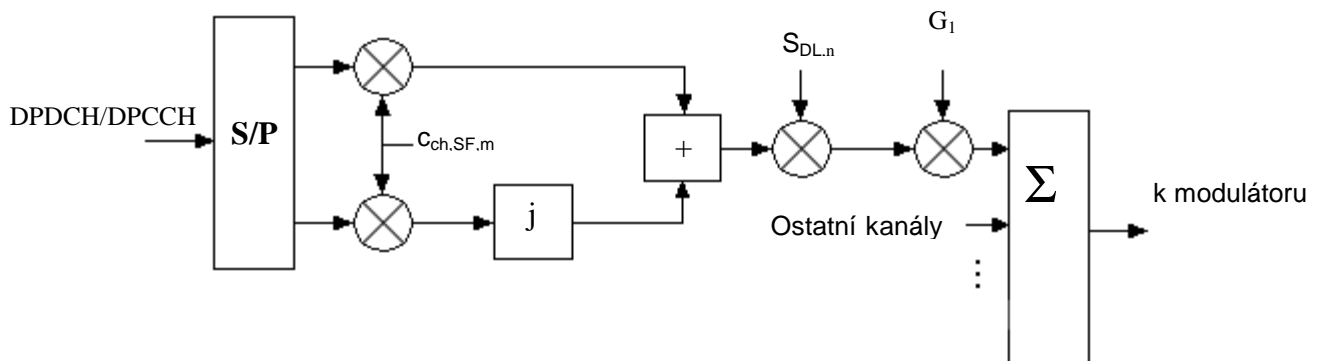 DPDCH/DPCCH
S/P
c_ch,SF,m
j
+
S_DL.n
G_1
Σ
Ostatní kanály
⋮
k modulátoru